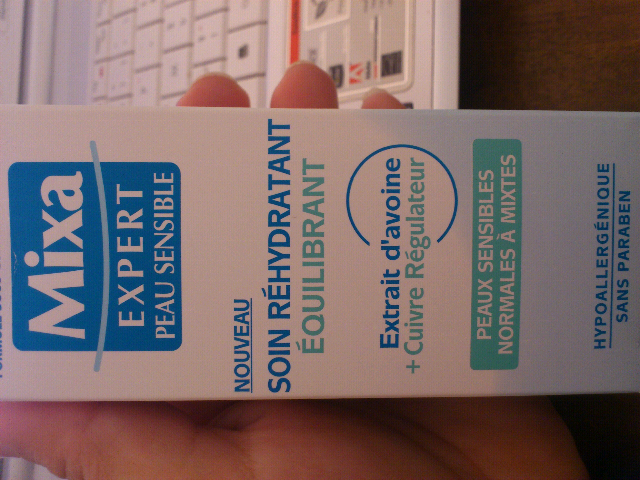 Mixa
EXPERT
PEAU SENSIBLE
NOUVEAU
SOIN RÉHYDRATANT
ÉQUILIBRANT
Extrait d'avoine
+ Cuivre Régulateur
PEAUX SENSIBLES
NORMALES À MIXTES
HYPOALLERGÉNIQUE
SANS PARABEN